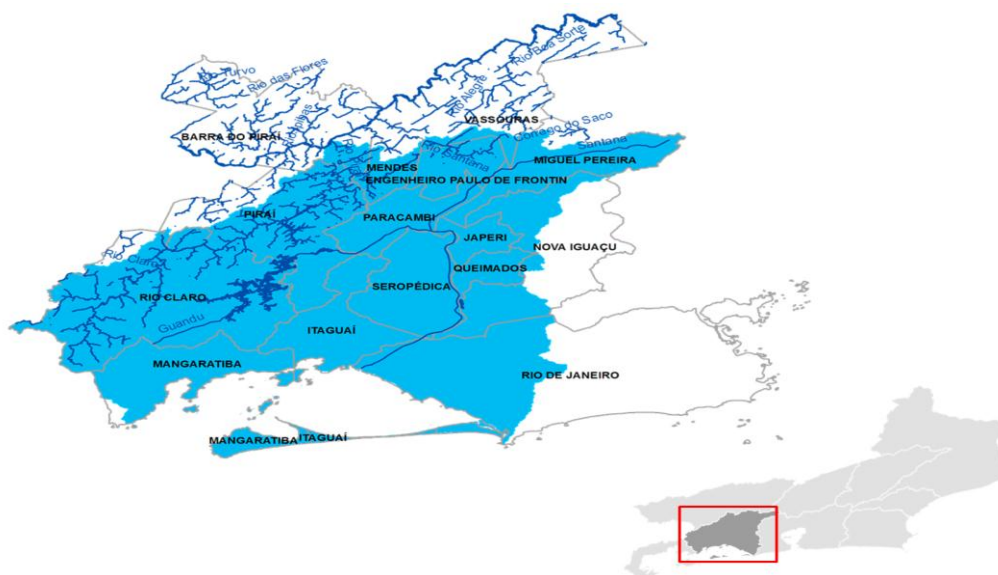 Rio Boa Sorte
Rio Turvo
Rio das Flores
Rio Alegre
VASSOURAS
BARRA DO PIRAÍ
Córrego do Saco
Rio Santana
Santana
MIGUEL PEREIRA
MENDES
ENGENHEIRO PAULO DE FRONTIN
PIRAÍ
PARACAMBI
JAPERI
NOVA IGUAÇU
Rio Claro
QUEIMADOS
SEROPÉDICA
RIO CLARO
Guandu
ITAGUAÍ
MANGARATIBA
RIO DE JANEIRO
MANGARATIBA
ITAGUAÍ